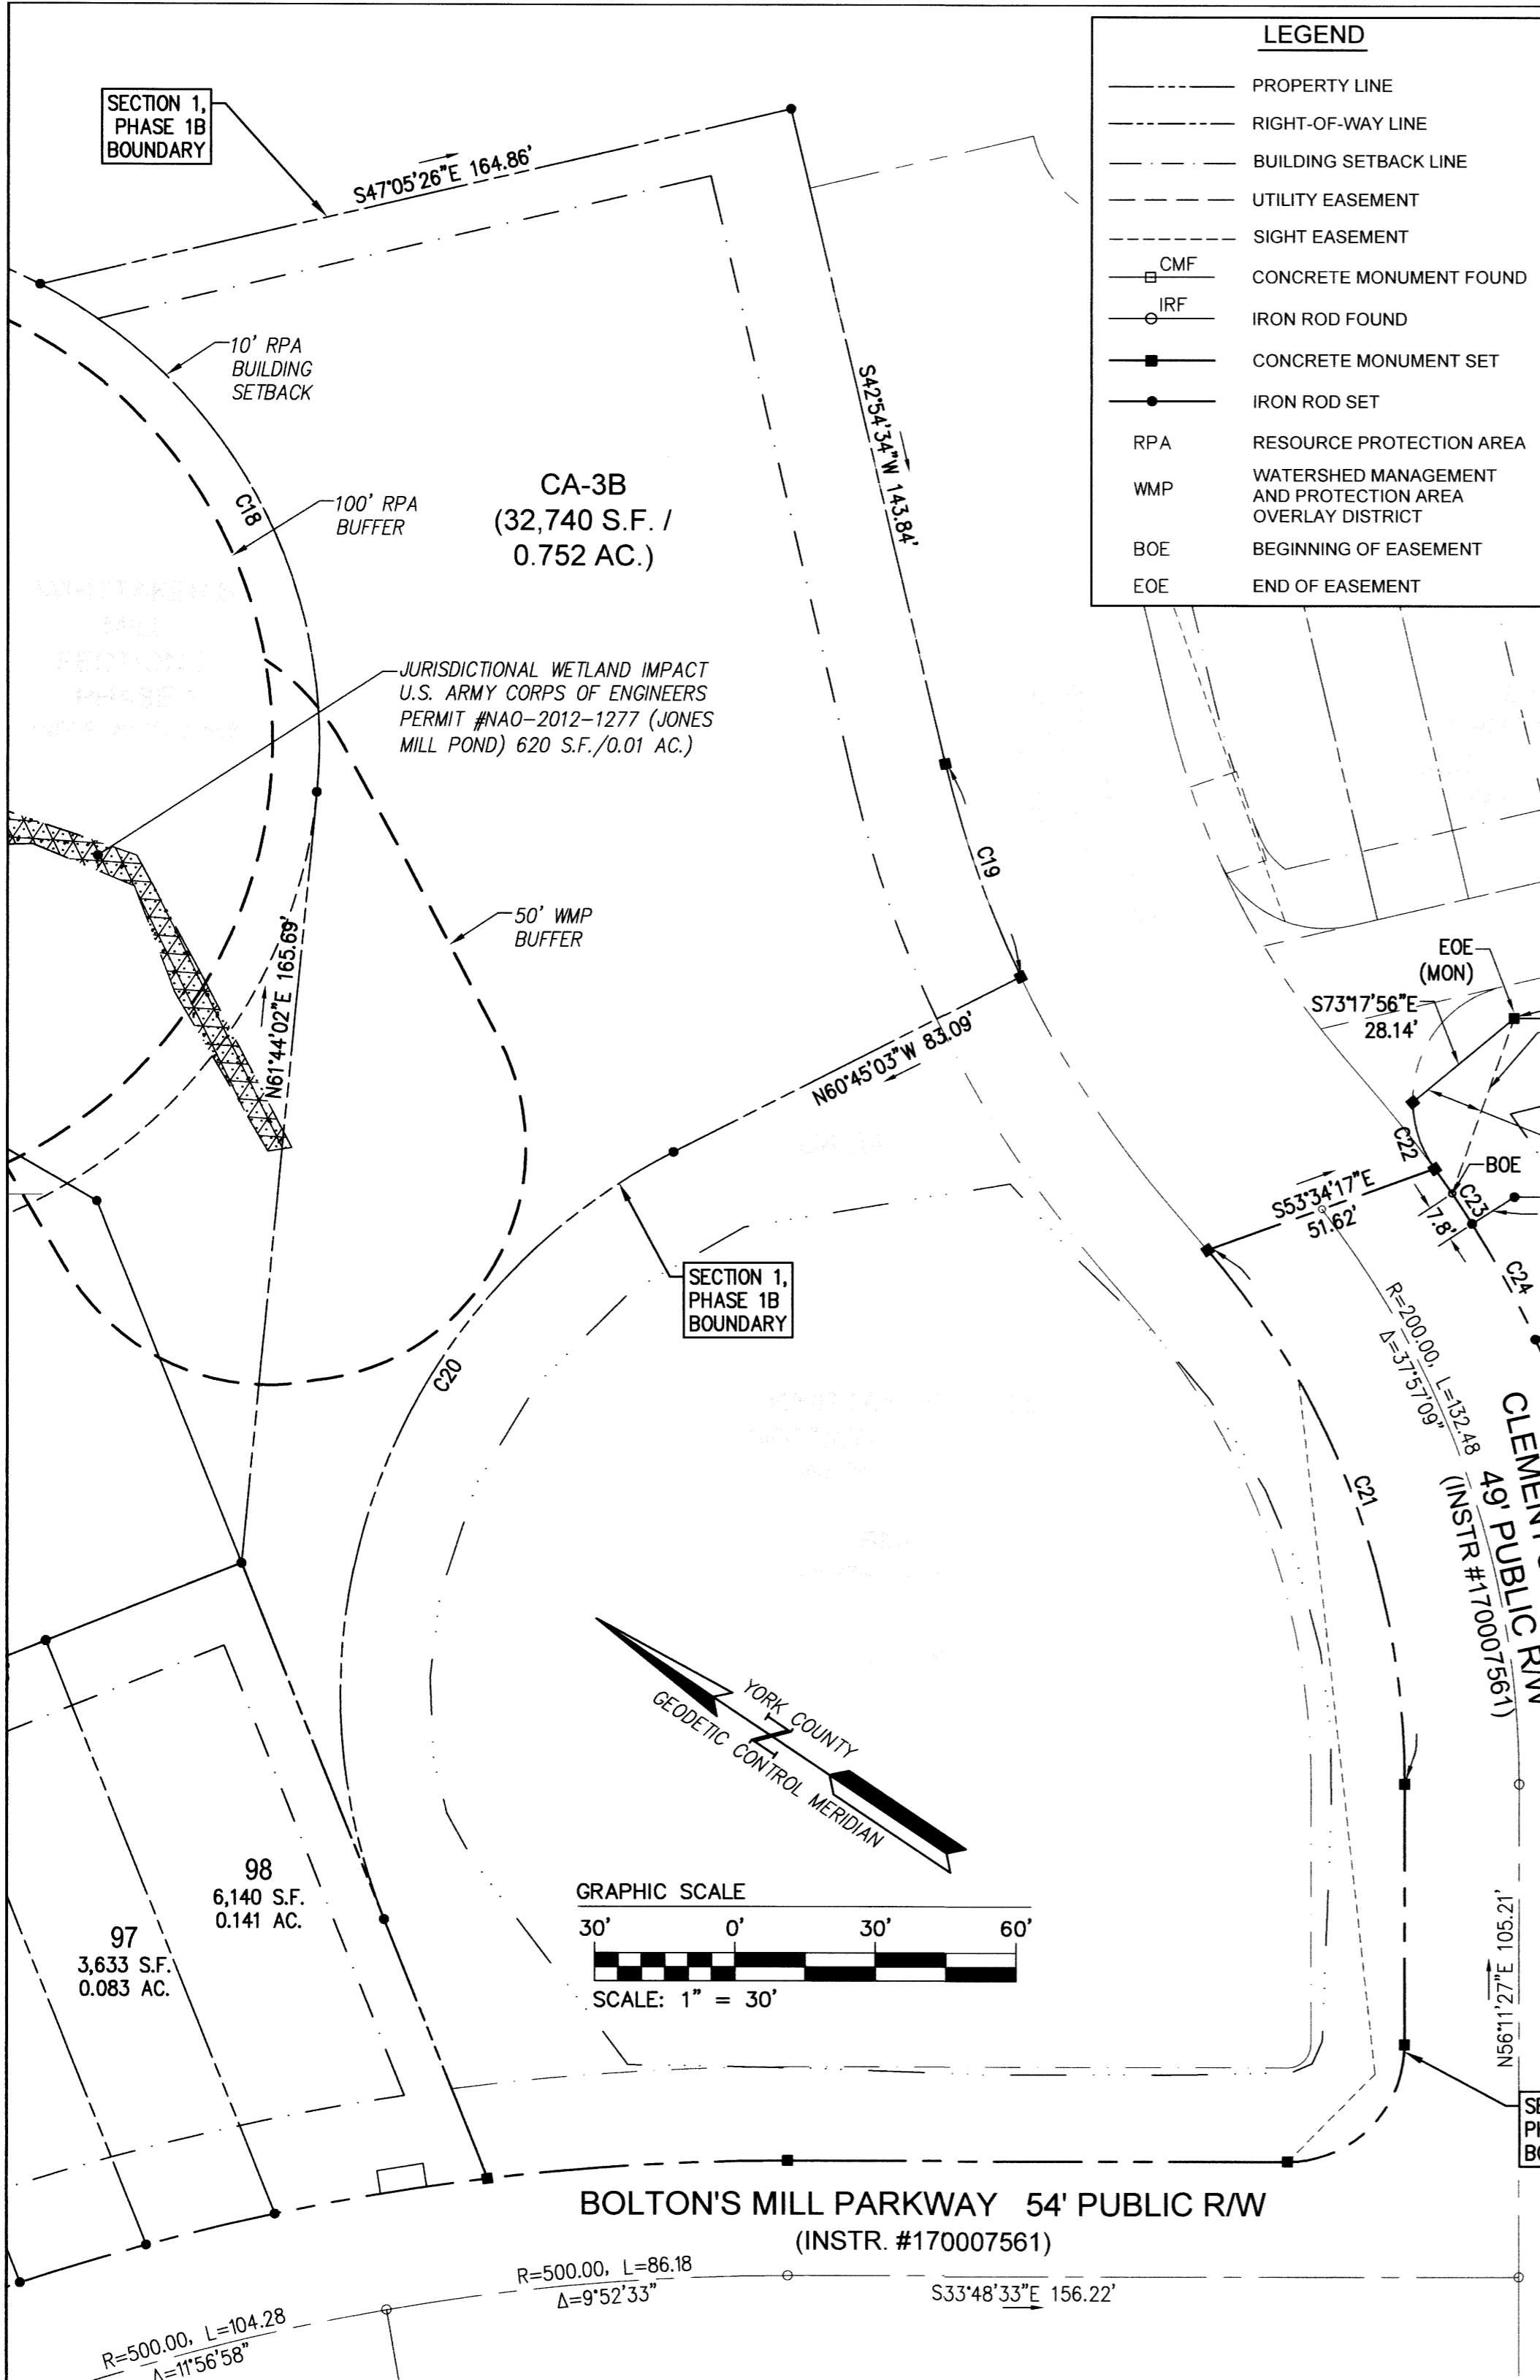 LEGEND
PROPERTY LINE
RIGHT-OF-WAY LINE
BUILDING SETBACK LINE
UTILITY EASEMENT
SIGHT EASEMENT
CMF
CONCRETE MONUMENT FOUND
IRF
IRON ROD FOUND
CONCRETE MONUMENT SET
IRON ROD SET
RPA
RESOURCE PROTECTION AREA
WMP
WATERSHED MANAGEMENT
AND PROTECTION AREA
OVERLAY DISTRICT
BOE
BEGINNING OF EASEMENT
EOE
END OF EASEMENT
SECTION 1,
PHASE 1B
BOUNDARY
S47°05'26"E 164.86'
10' RPA
BUILDING
SETBACK
C18
100' RPA
BUFFER
CA-3B
(32,740 S.F. /
0.752 AC.)
S42°54'34"W 143.84'
JURISDICTIONAL WETLAND IMPACT
U.S. ARMY CORPS OF ENGINEERS
PERMIT #NAO-2012-1277 (JONES
MILL POND) 620 S.F./0.01 AC.)
C19
50' WMP
BUFFER
N61°44'02"E 165.69'
N60°45'03"W 83.09'
EOE
(MON)
S73°17'56"E
28.14'
C22
BOE
C23
7.8'
S53°34'17"E
51.62'
C24
SECTION 1,
PHASE 1B
BOUNDARY
C20
R=200.00, L=132.48
Δ=37°57'09"
C21
49' PUBLIC R/W
(INSTR #170007561)
YORK COUNTY
GEODETIC CONTROL MERIDIAN
98
6,140 S.F.
0.141 AC.
97
3,633 S.F.
0.083 AC.
GRAPHIC SCALE
30' 0' 30' 60'
SCALE: 1" = 30'
N56°11'27"E 105.21'
BOLTON'S MILL PARKWAY 54' PUBLIC R/W
(INSTR. #170007561)
R=500.00, L=86.18
Δ=9°52'33"
S33°48'33"E 156.22'
R=500.00, L=104.28
Δ=11°56'58"